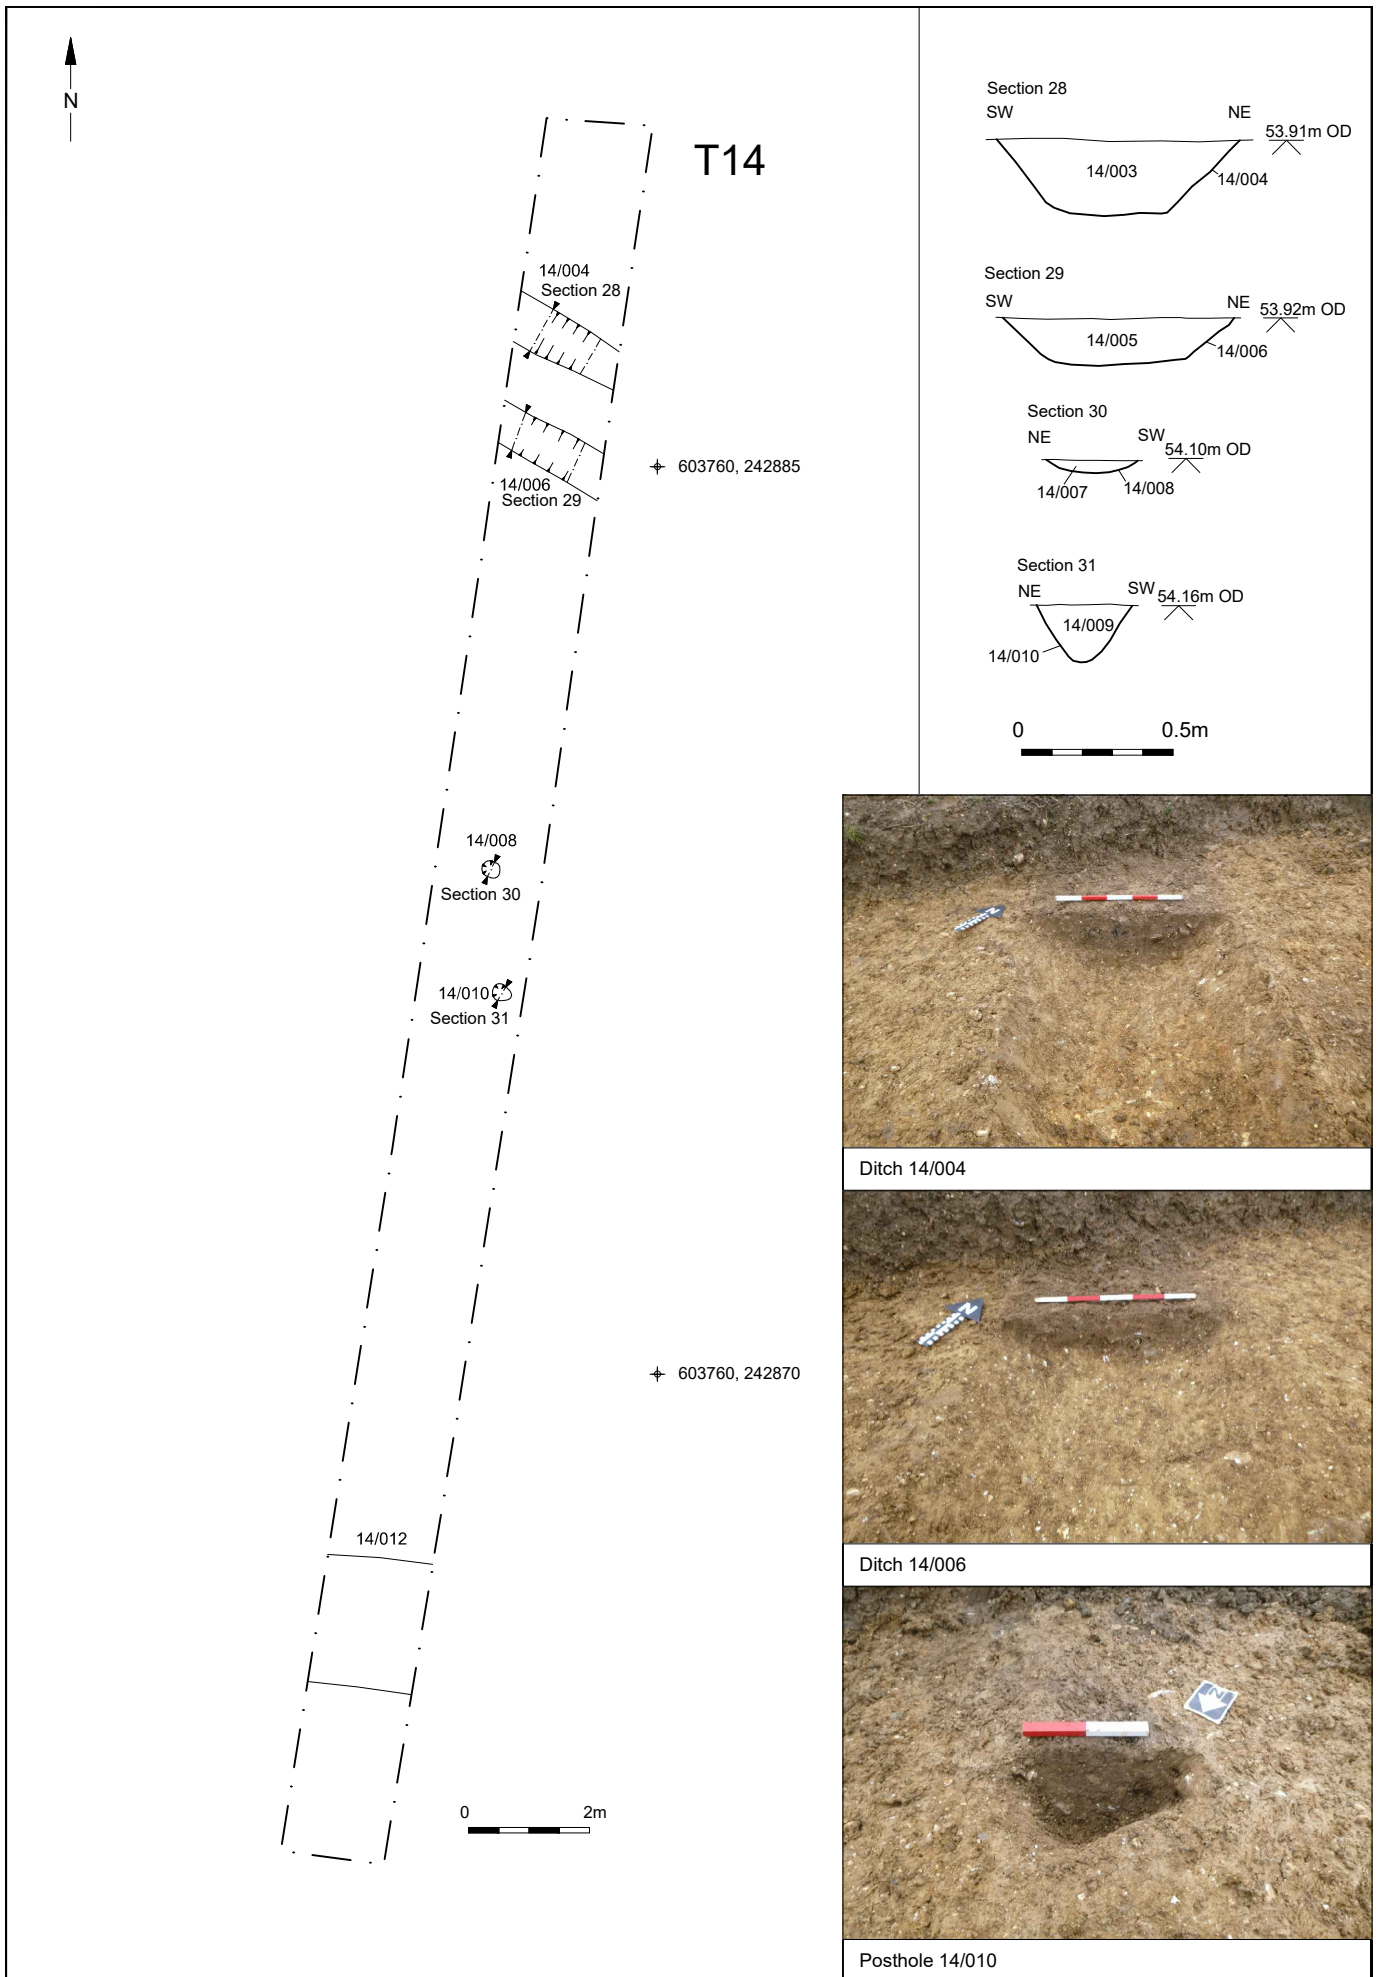 N
T14
14/004
Section 28
14/006
Section 29
603760, 242885
14/008
Section 30
14/010
Section 31
603760, 242870
14/012
0 2m
Section 28
SW NE 53.91m OD
14/003
14/004
Section 29
SW NE 53.92m OD
14/005
14/006
Section 30
NE SW 54.10m OD
14/007 14/008
Section 31
NE SW 54.16m OD
14/009
14/010
0 0.5m
N
Ditch 14/004
N
Ditch 14/006
N
Posthole 14/010